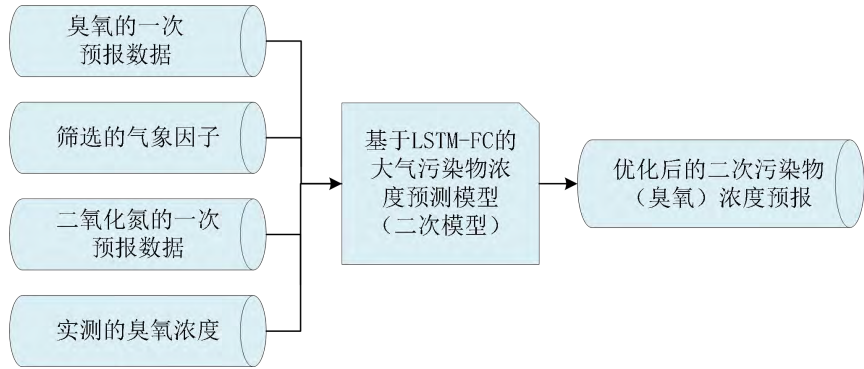 臭氧的一次
预报数据
筛选的气象因子
二氧化氮的一次
预报数据
实测的臭氧浓度
基于LSTM-FC的
大气污染物浓
度预测模型
（二次模型）
优化后的二次污染物
（臭氧）浓度预报